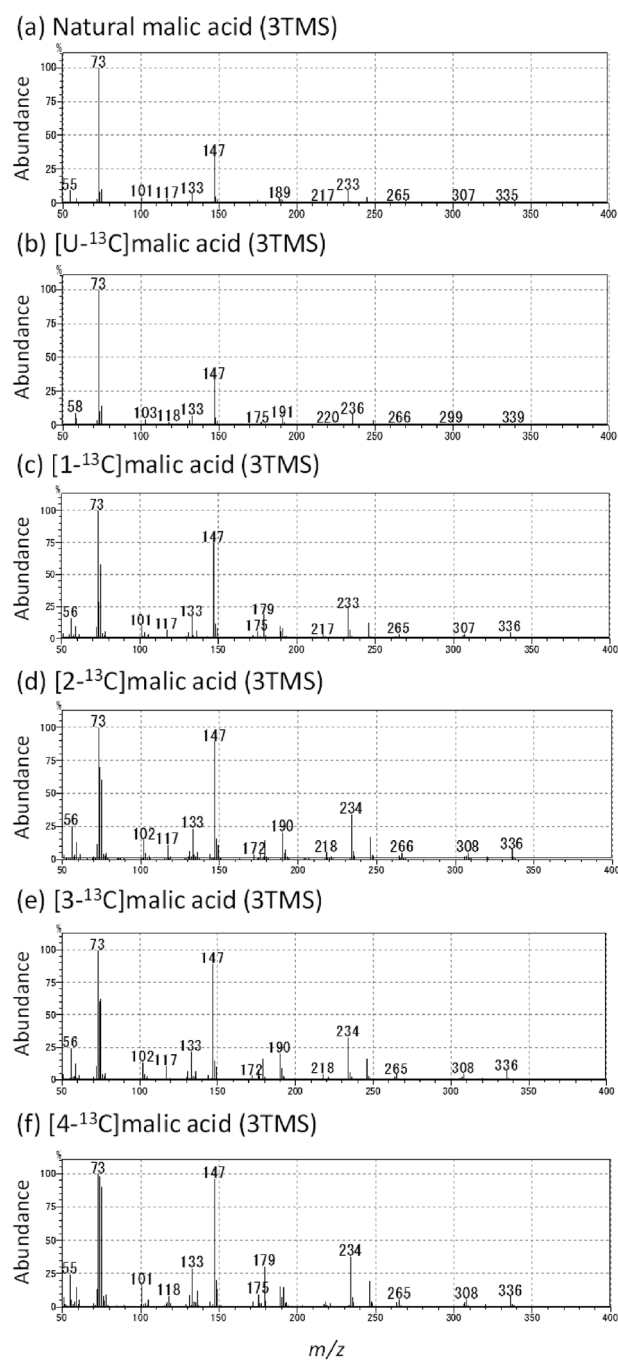 (a) Natural malic acid (3TMS)
%
Abundance
100
75
50
25
0
55 73 101 117 133 147 189 217 233 265 307 335
50 100 150 200 250 300 350 400
(b) [U-¹³C]malic acid (3TMS)
%
Abundance
100
75
50
25
0
58 73 103 118 133 147 175 191 220 236 266 299 339
50 100 150 200 250 300 350 400
(c) [1-¹³C]malic acid (3TMS)
%
Abundance
100
75
50
25
0
56 73 101 117 133 147 175 179 217 233 265 307 336
50 100 150 200 250 300 350 400
(d) [2-¹³C]malic acid (3TMS)
%
Abundance
100
75
50
25
0
56 73 102 117 133 147 172 190 218 234 266 308 336
50 100 150 200 250 300 350 400
(e) [3-¹³C]malic acid (3TMS)
%
Abundance
100
75
50
25
0
56 73 102 117 133 147 172 190 218 234 265 308 336
50 100 150 200 250 300 350 400
(f) [4-¹³C]malic acid (3TMS)
%
Abundance
100
75
50
25
0
55 73 101 118 133 147 175 179 234 265 308 336
50 100 150 200 250 300 350 400
m/z